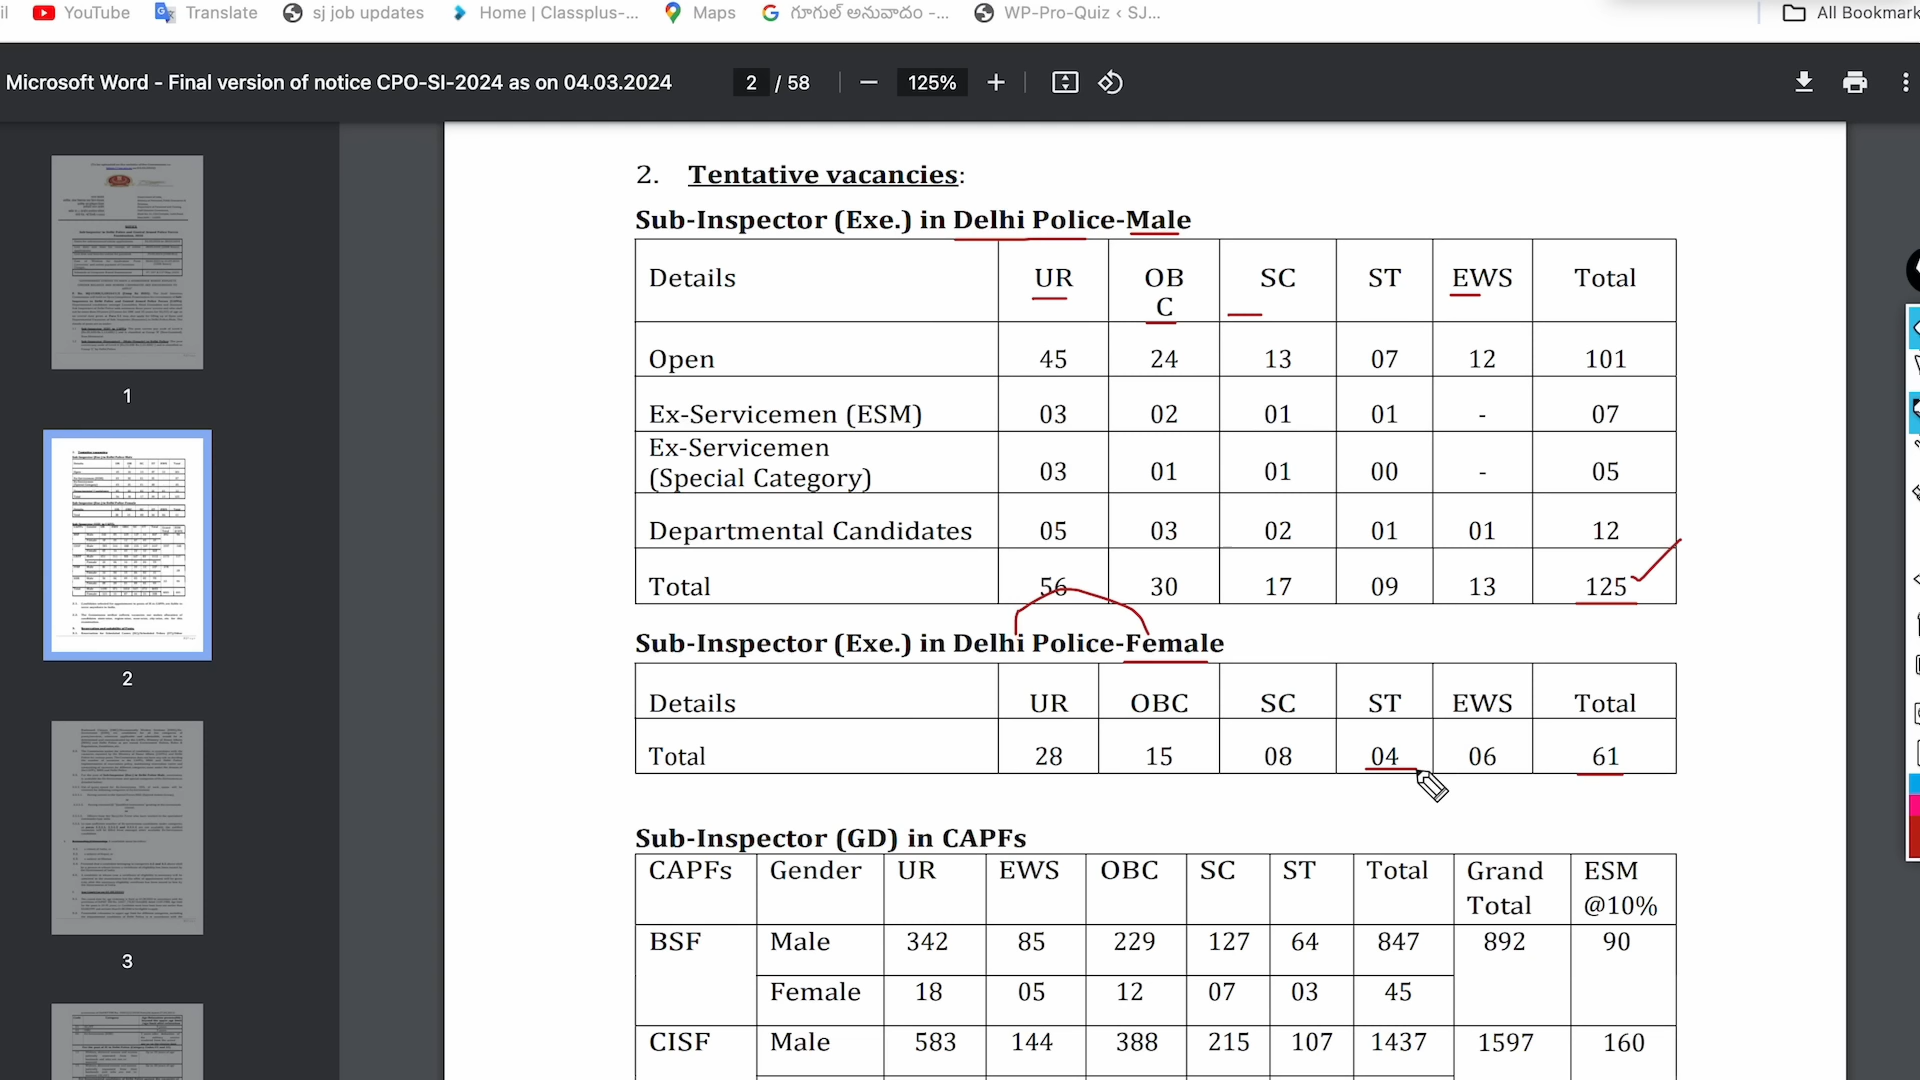 YouTube Translate sj job updates Home | Classplus-... Maps గూగుల్ అనువాదం -... WP-Pro-Quiz ‹ SJ... All Bookmark
Microsoft Word - Final version of notice CPO-SI-2024 as on 04.03.2024 2 / 58 125%
1
2
3
2. Tentative vacancies:
Sub-Inspector (Exe.) in Delhi Police-Male
Details UR OBC SC ST EWS Total
Open 45 24 13 07 12 101
Ex-Servicemen (ESM) 03 02 01 01 - 07
Ex-Servicemen
(Special Category) 03 01 01 00 - 05
Departmental Candidates 05 03 02 01 01 12
Total 56 30 17 09 13 125
Sub-Inspector (Exe.) in Delhi Police-Female
Details UR OBC SC ST EWS Total
Total 28 15 08 04 06 61
Sub-Inspector (GD) in CAPFs
CAPFs Gender UR EWS OBC SC ST Total Grand Total ESM @10%
BSF Male 342 85 229 127 64 847 892 90
Female 18 05 12 07 03 45
CISF Male 583 144 388 215 107 1437 1597 160